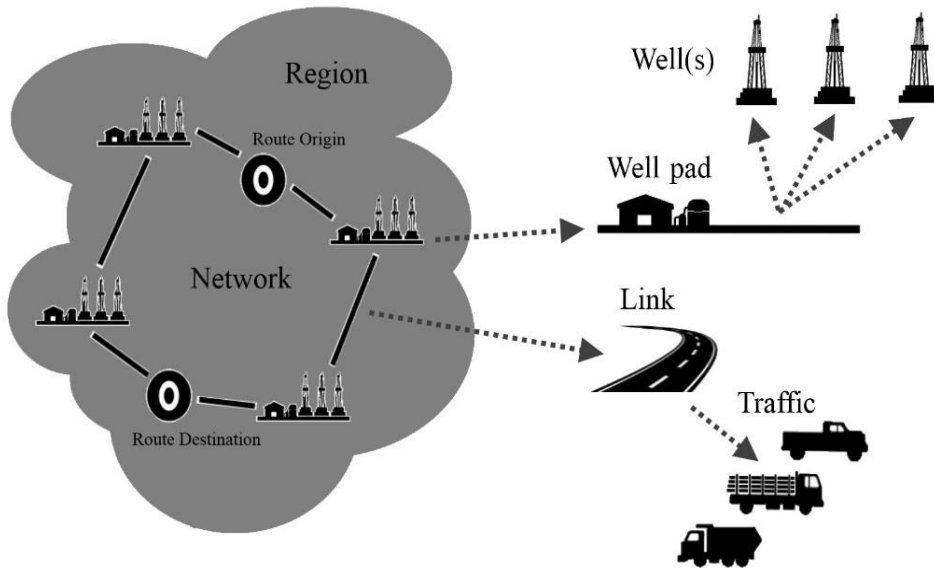 Region
Route Origin
Network
Route Destination
Well(s)
Well pad
Link
Traffic